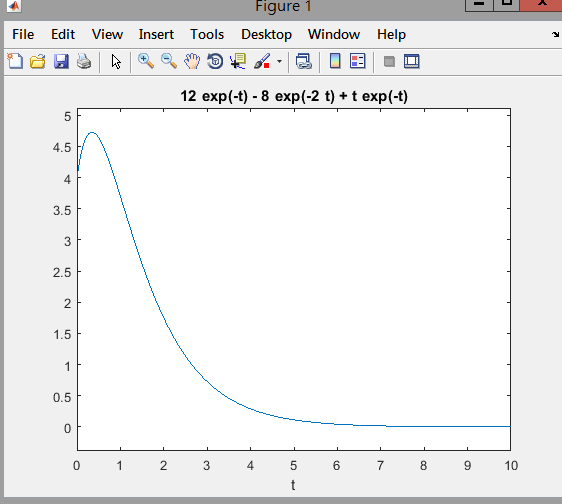 Figure 1
File Edit View Insert Tools Desktop Window Help
12 exp(-t) - 8 exp(-2 t) + t exp(-t)
5
4.5
4
3.5
3
2.5
2
1.5
1
0.5
0
0 1 2 3 4 5 6 7 8 9 10
t